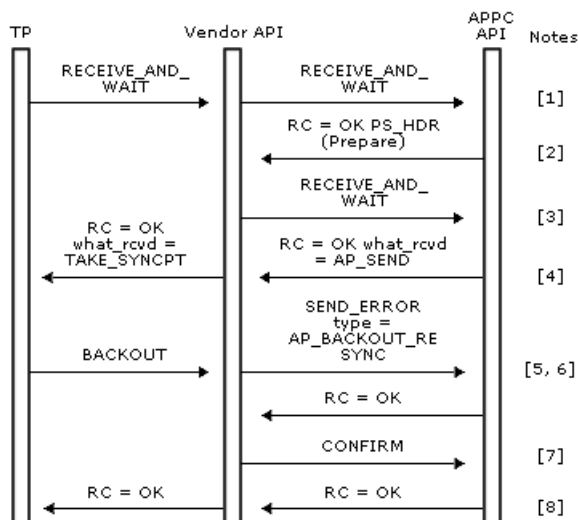 TP
Vendor API
APPC
API
Notes
RECEIVE_AND_
WAIT
RECEIVE_AND_
WAIT
[1]
RC = OK PS_HDR
(Prepare)
[2]
RECEIVE_AND_
WAIT
[3]
RC = OK
what_rcvd =
TAKE_SYNCPT
RC = OK what_rcvd
= AP_SEND
[4]
SEND_ERROR
type =
AP_BACKOUT_RE
SYNC
BACKOUT
[5, 6]
RC = OK
CONFIRM
[7]
RC = OK
RC = OK
[8]